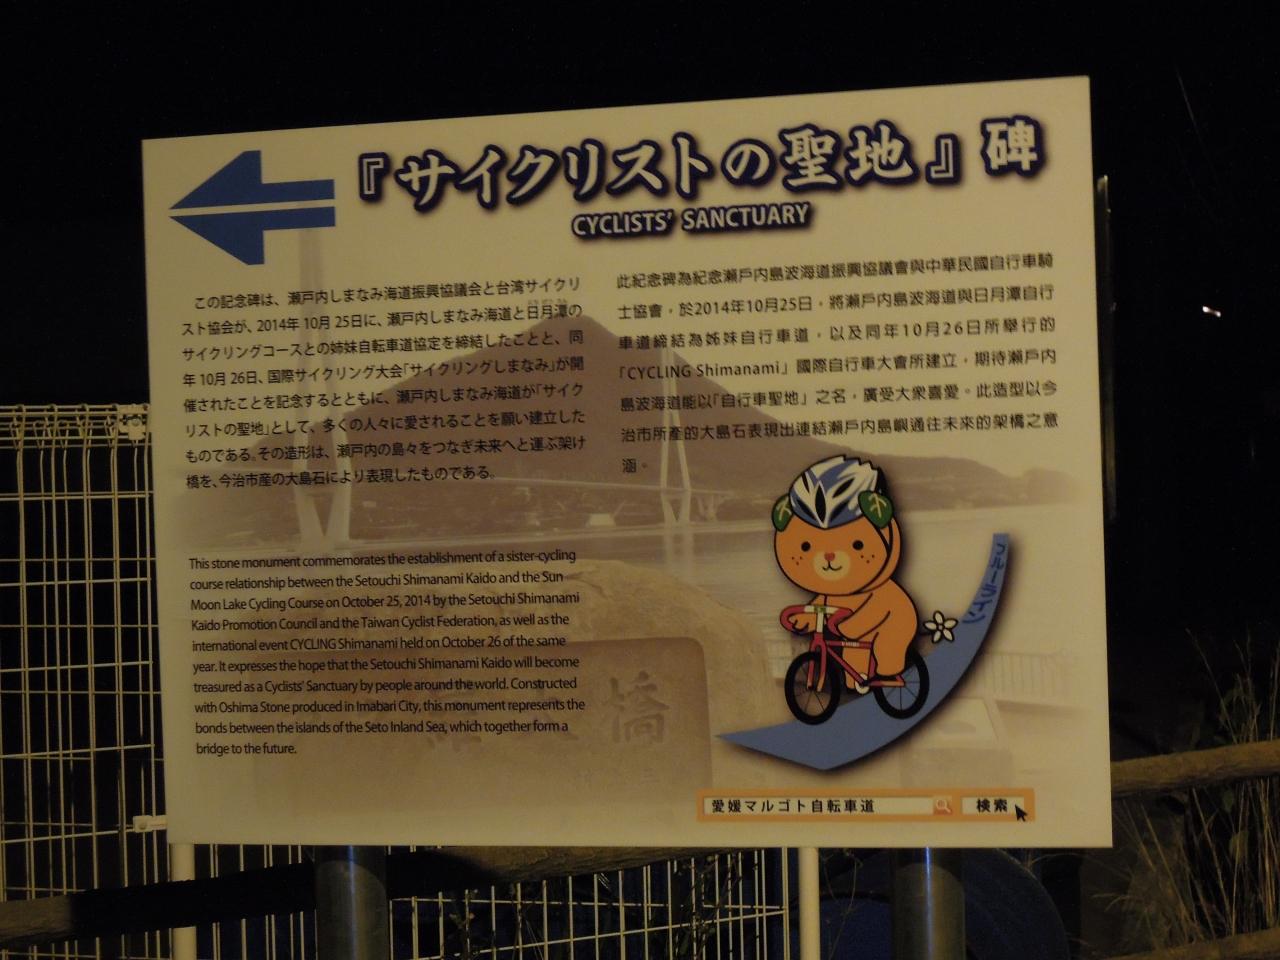 『サイクリストの聖地』碑
CYCLISTS' SANCTUARY
この記念碑は、瀬戸内しまなみ海道振興協議会と台湾サイクリ
スト協会が、2014年 10月 25日に、瀬戸内しまなみ海道と日月潭の
サイクリングコースとの姉妹自転車道協定を締結したことと、同
年 10月 26日、国際サイクリング大会「サイクリングしまなみ」が開
催されたことを記念するとともに、瀬戸内しまなみ海道が「サイク
リストの聖地」として、多くの人々に愛されることを願い建立した
ものである。その造形は、瀬戸内の島々をつなぎ未来へと運ぶ架け
橋を、今治市産の大島石により表現したものである。
此紀念碑為紀念瀨戶内島波海道振興協議會與中華民國自行車騎
士協會，於2014年10月25日，將瀨戶内島波海道與日月潭自行
車道締結為姊妹自行車道，以及同年10月26日所舉行的
「CYCLING Shimanami」國際自行車大會所建立，期待瀨戶内
島波海道能以「自行車聖地」之名，廣受大衆喜愛。此造型以今
治市所產的大島石表現出連結瀨戶内島嶼通往未來的架橋之意
涵。
This stone monument commemorates the establishment of a sister-cycling
course relationship between the Setouchi Shimanami Kaido and the Sun
Moon Lake Cycling Course on October 25, 2014 by the Setouchi Shimanami
Kaido Promotion Council and the Taiwan Cyclist Federation, as well as the
international event CYCLING Shimanami held on October 26 of the same
year. It expresses the hope that the Setouchi Shimanami Kaido will become
treasured as a Cyclists' Sanctuary by people around the world. Constructed
with Oshima Stone produced in Imabari City, this monument represents the
bonds between the islands of the Seto Inland Sea, which together form a
bridge to the future.
ブルーライン
橋
愛媛マルゴト自転車道
検索